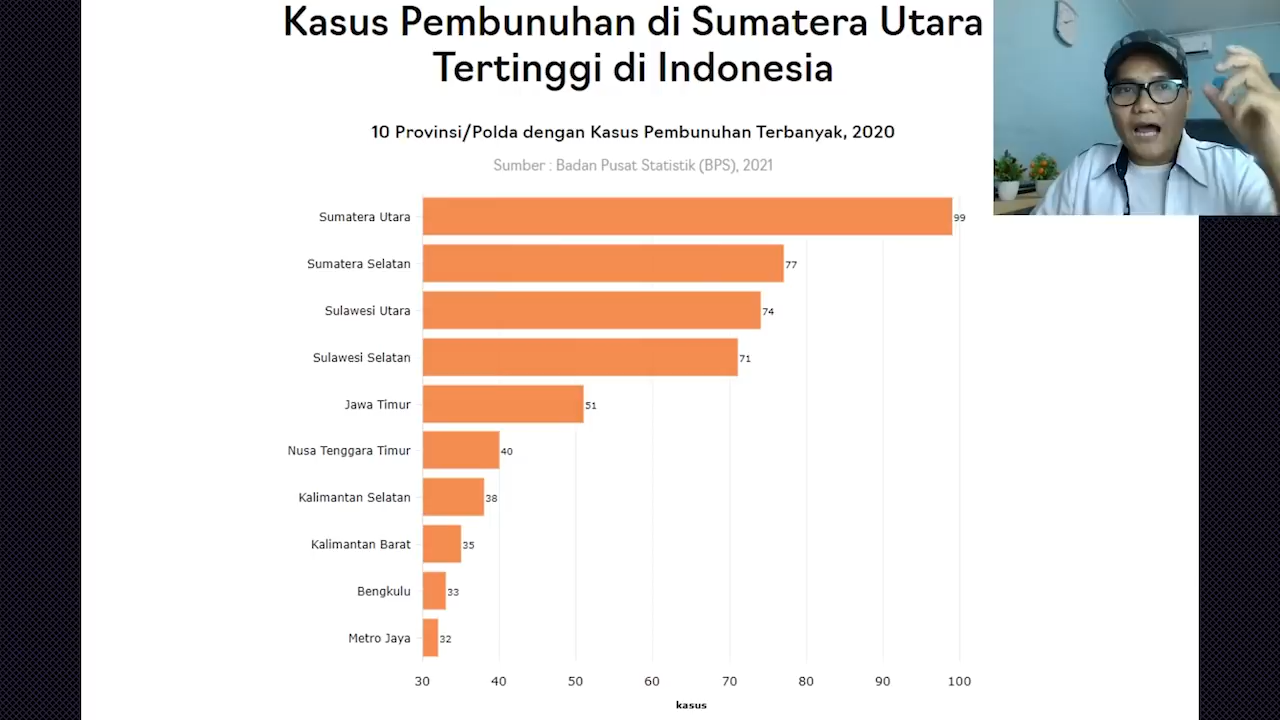 Kasus Pembunuhan di Sumatera Utara
Tertinggi di Indonesia
10 Provinsi/Polda dengan Kasus Pembunuhan Terbanyak, 2020
Sumber : Badan Pusat Statistik (BPS), 2021
Sumatera Utara 99
Sumatera Selatan 77
Sulawesi Utara 74
Sulawesi Selatan 71
Jawa Timur 51
Nusa Tenggara Timur 40
Kalimantan Selatan 38
Kalimantan Barat 35
Bengkulu 33
Metro Jaya 32
30 40 50 60 70 80 90 100
kasus